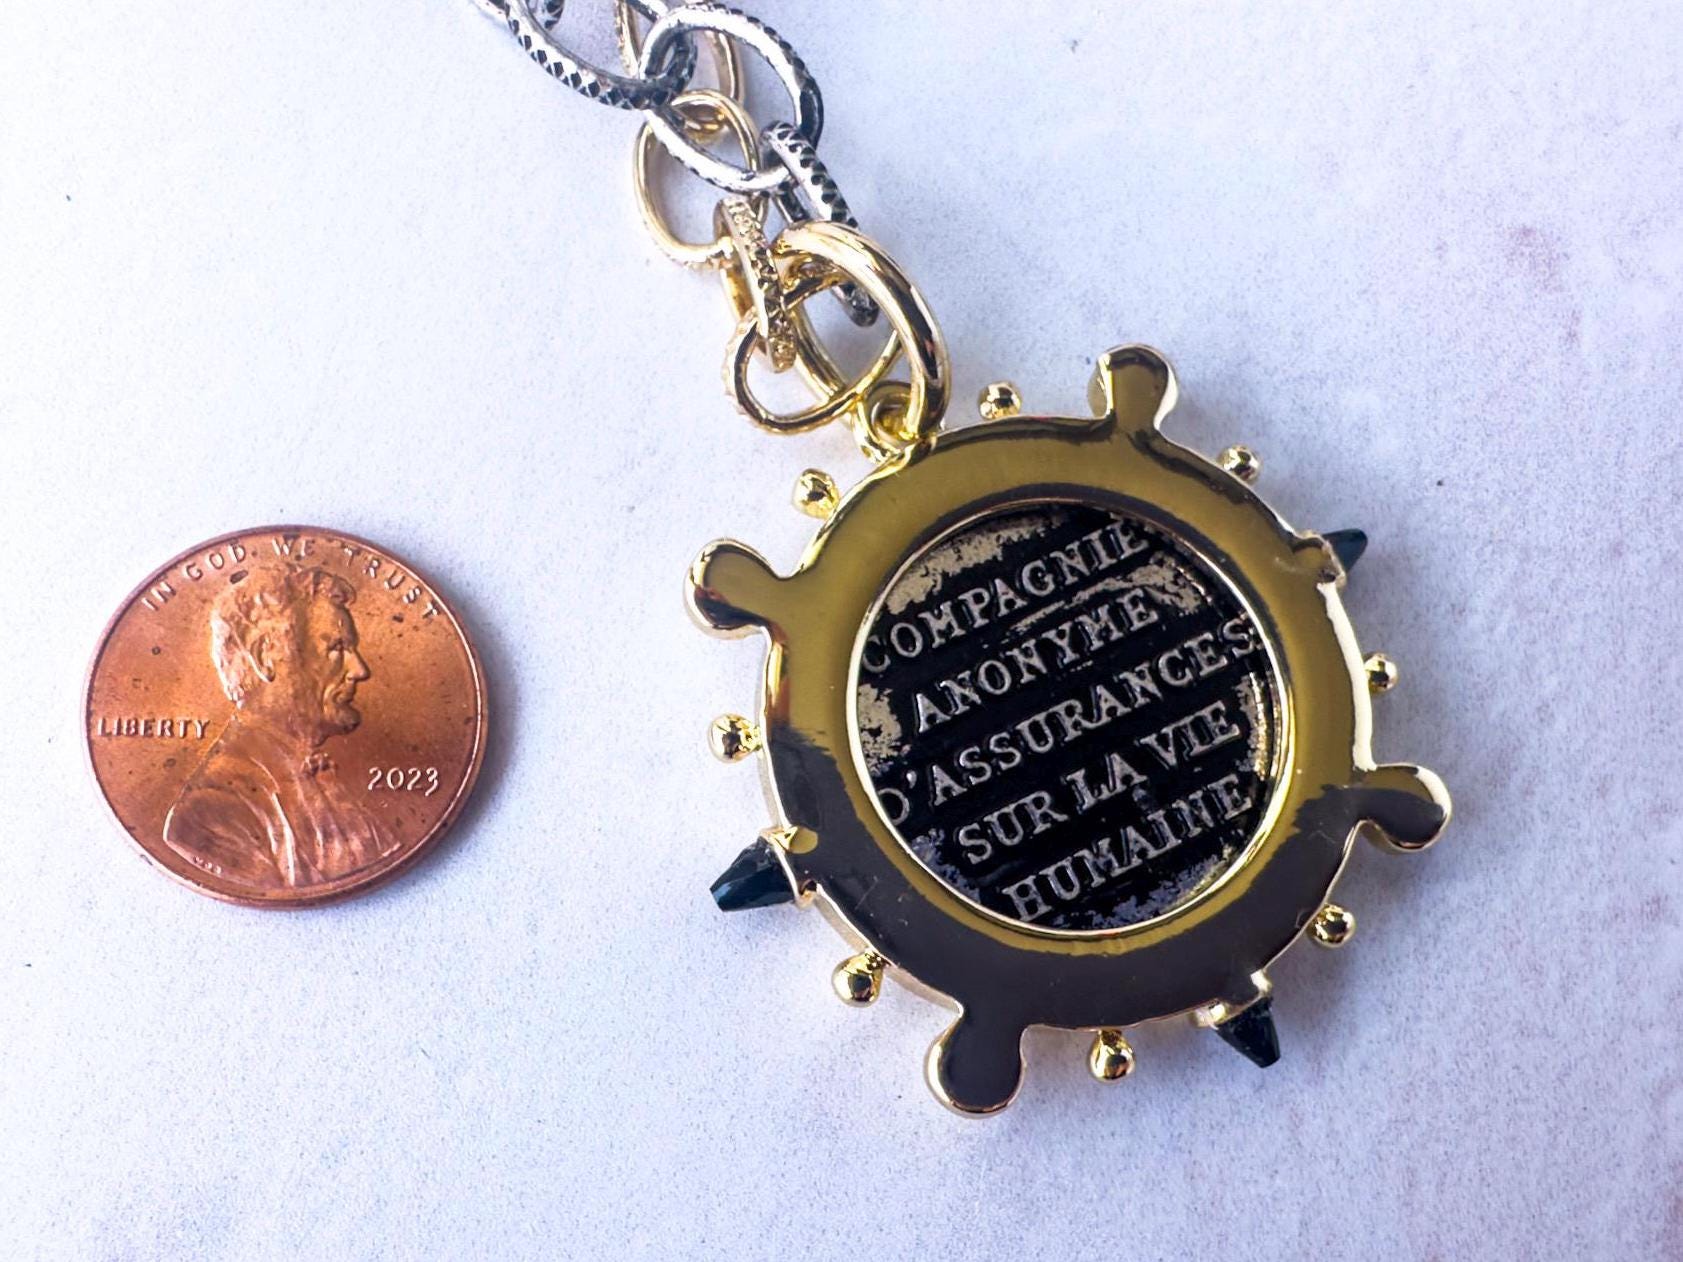 IN GOD WE TRUST
LIBERTY
2023
COMPAGNIE
ANONYME
D'ASSURANCES
SUR LA VIE
HUMAINE